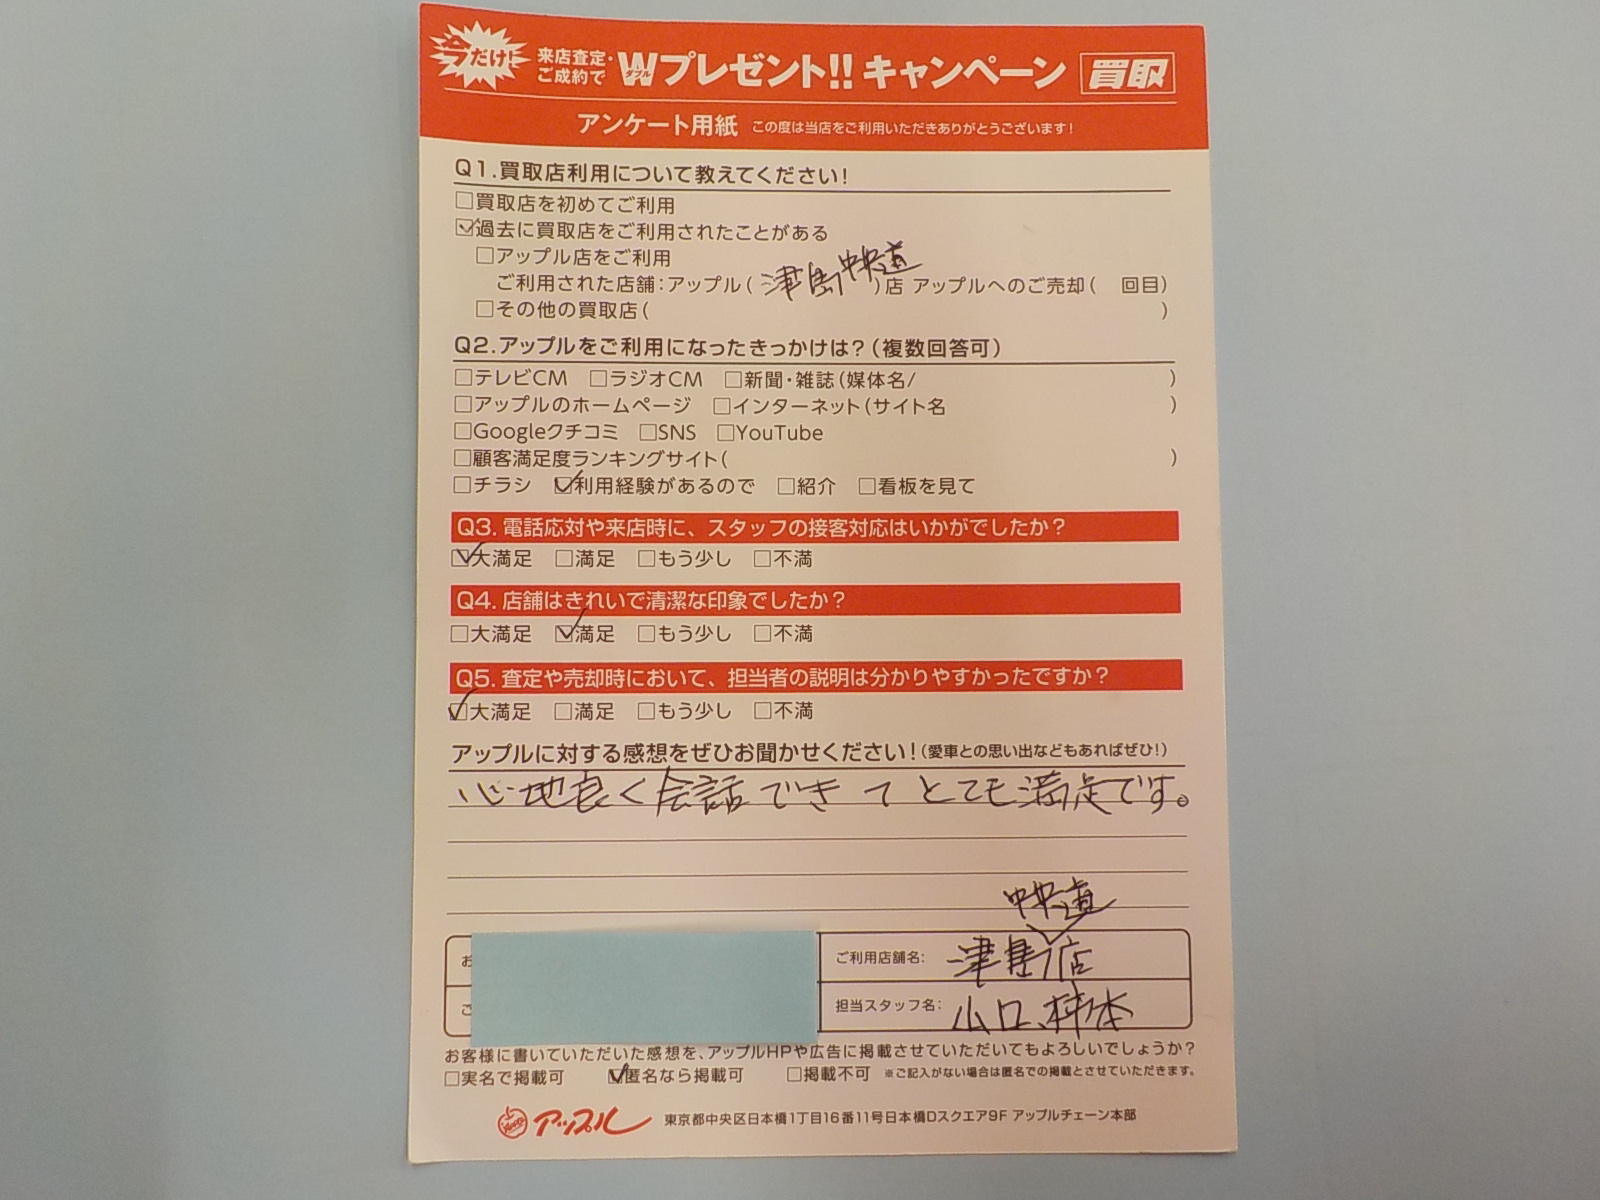 今だけ!
来店査定・
ご成約で
Wプレゼント!! キャンペーン 買取
ダブル
アンケート用紙 この度は当店をご利用いただきありがとうございます!
Q1.買取店利用について教えてください!
□買取店を初めてご利用
☑過去に買取店をご利用されたことがある
□アップル店をご利用
ご利用された店舗:アップル(津島中央道)店 アップルへのご売却( 回目)
□その他の買取店( )
Q2.アップルをご利用になったきっかけは?(複数回答可)
□テレビCM □ラジオCM □新聞・雑誌(媒体名/ )
□アップルのホームページ □インターネット(サイト名 )
□Googleクチコミ □SNS □YouTube
□顧客満足度ランキングサイト( )
□チラシ ☑利用経験があるので □紹介 □看板を見て
Q3. 電話応対や来店時に、スタッフの接客対応はいかがでしたか?
☑大満足 □満足 □もう少し □不満
Q4. 店舗はきれいで清潔な印象でしたか?
□大満足 ☑満足 □もう少し □不満
Q5. 査定や売却時において、担当者の説明は分かりやすかったですか?
☑大満足 □満足 □もう少し □不満
アップルに対する感想をぜひお聞かせください!(愛車との思い出などもあればぜひ!)
心地良く会話できてとても満足です。
中央道
お
ご利用店舗名: 津島店
ご
担当スタッフ名: 山口、柿本
お客様に書いていただいた感想を、アップルHPや広告に掲載させていただいてもよろしいでしょうか?
□実名で掲載可 ☑匿名なら掲載可 □掲載不可 ※ご記入がない場合は匿名での掲載とさせていただきます。
アップル 東京都中央区日本橋1丁目16番11号日本橋Dスクエア9F アップルチェーン本部